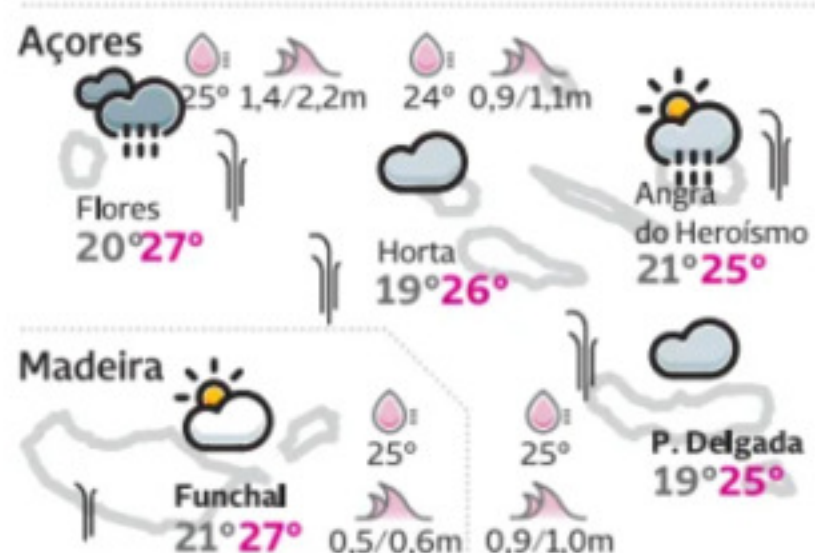 Açores
25° 1,4/2,2m
24° 0,9/1,1m
Flores
20° 27°
Horta
19° 26°
Angra
do Heroísmo
21° 25°
Madeira
Funchal
21° 27°
25°
0,5/0,6m
25°
0,9/1,0m
P. Delgada
19° 25°